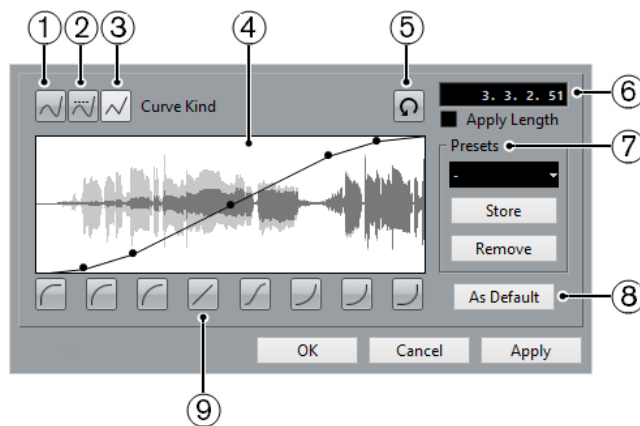 1 2 3 4 5
6
Curve Kind
3. 3. 2. 51
Apply Length
Presets
7
-
Store
Remove
As Default
8
OK Cancel Apply
9